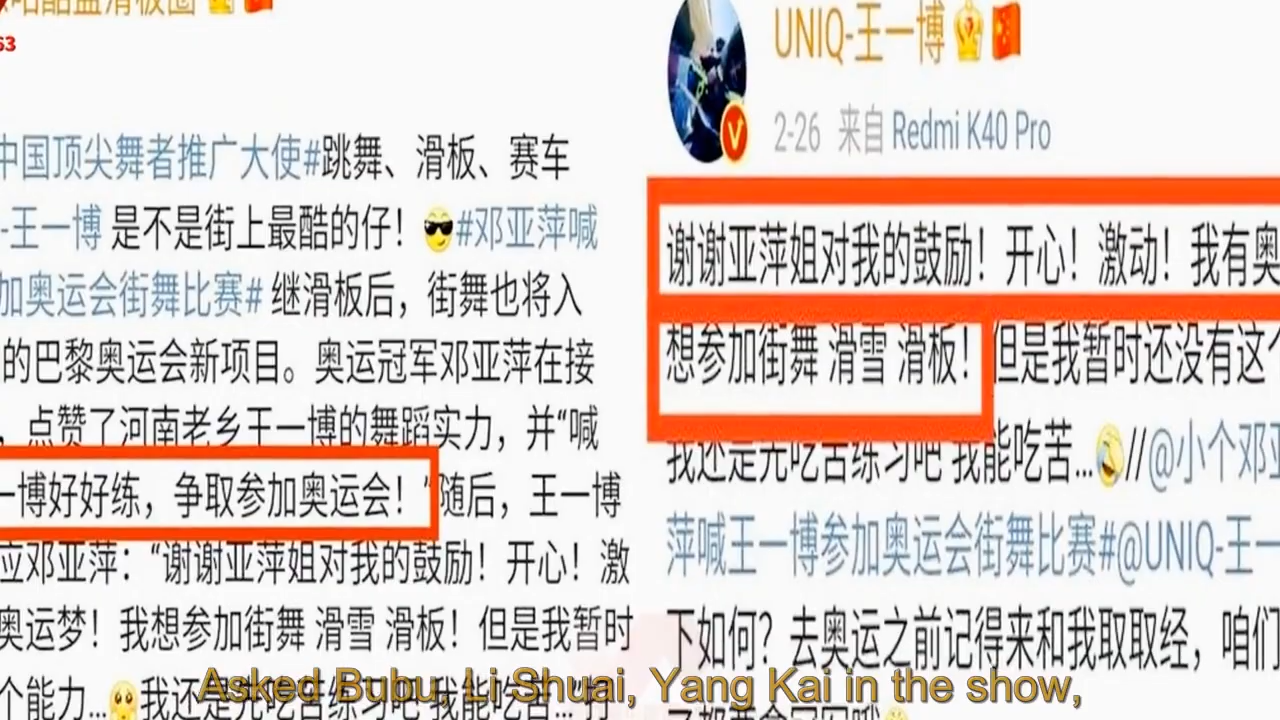 63
中国顶尖舞者推广大使#跳舞、滑板、赛车
-王一博 是不是街上最酷的仔！ #邓亚萍喊
加奥运会街舞比赛# 继滑板后，街舞也将入
的巴黎奥运会新项目。奥运冠军邓亚萍在接
，点赞了河南老乡王一博的舞蹈实力，并“喊
一博好好练，争取参加奥运会！”随后，王一博
应邓亚萍：“谢谢亚萍姐对我的鼓励！开心！激
奥运梦！我想参加街舞 滑雪 滑板！但是我暂时
个能力... 我还是先吃苦练习吧 我能吃苦...”
UNIQ-王一博
2-26 来自 Redmi K40 Pro
谢谢亚萍姐对我的鼓励！开心！激动！我有奥
想参加街舞 滑雪 滑板！但是我暂时还没有这个
我还是先吃苦练习吧 我能吃苦... //@小个邓亚
萍喊王一博参加奥运会街舞比赛#@UNIQ-王一
下如何？去奥运之前记得来和我取取经，咱们
Asked Bubu, Li Shuai, Yang Kai in the show,